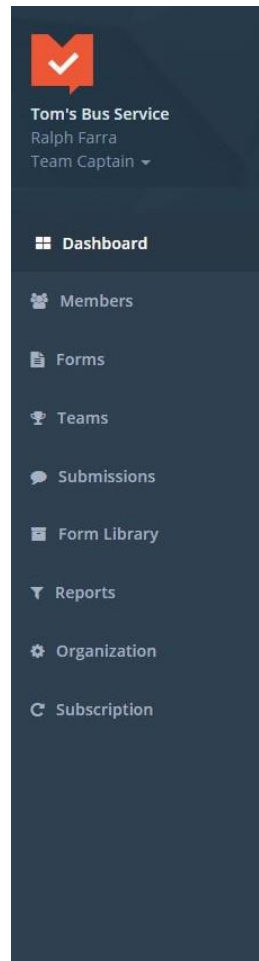 Tom's Bus Service
Ralph Farra
Team Captain
Dashboard
Members
Forms
Teams
Submissions
Form Library
Reports
Organization
Subscription